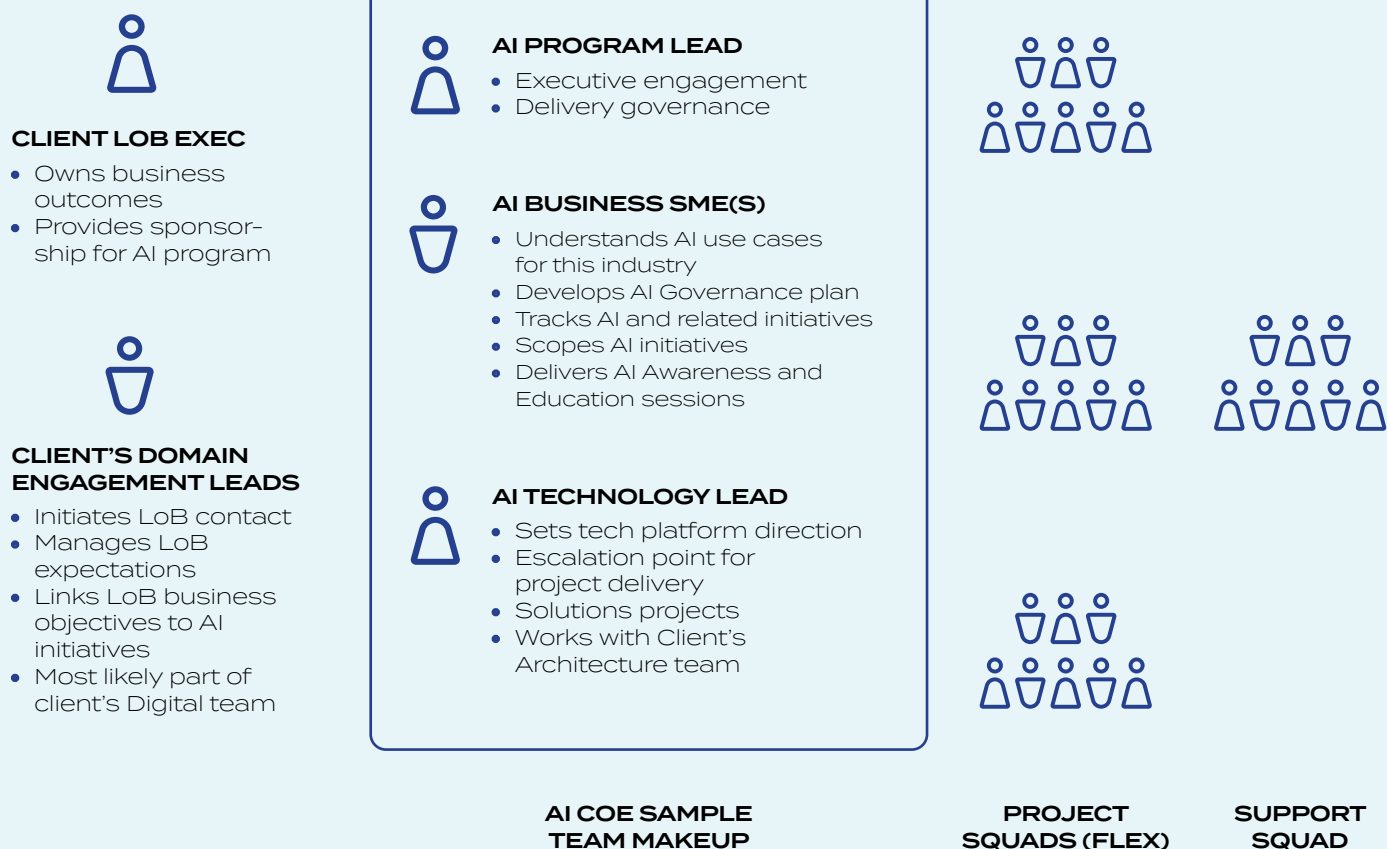 CLIENT LOB EXEC
• Owns business
outcomes
• Provides sponsor-
ship for AI program
CLIENT'S DOMAIN
ENGAGEMENT LEADS
• Initiates LoB contact
• Manages LoB
expectations
• Links LoB business
objectives to AI
initiatives
• Most likely part of
client's Digital team
AI PROGRAM LEAD
• Executive engagement
• Delivery governance
AI BUSINESS SME(S)
• Understands AI use cases
for this industry
• Develops AI Governance plan
• Tracks AI and related initiatives
• Scopes AI initiatives
• Delivers AI Awareness and
Education sessions
AI TECHNOLOGY LEAD
• Sets tech platform direction
• Escalation point for
project delivery
• Solutions projects
• Works with Client's
Architecture team
AI COE SAMPLE
TEAM MAKEUP
PROJECT
SQUADS (FLEX)
SUPPORT
SQUAD